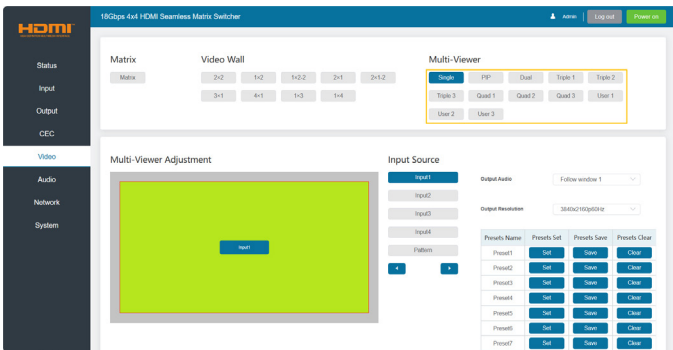 HDMI
18Gbps 4x4 HDMI Seamless Matrix Switcher
Admin
Log out
Power on
Status
Input
Output
CEC
Video
Audio
Network
System
Matrix
Matrix
Video Wall
2×2 1×2 1×2-2 2×1 2×1-2
3×1 4×1 1×3 1×4
Multi-Viewer
Single PIP Dual Triple 1 Triple 2
Triple 3 Quad 1 Quad 2 Quad 3 User 1
User 2 User 3
Multi-Viewer Adjustment
Input1
Input Source
Input1
Input2
Input3
Input4
Pattern
Output Audio Follow window 1
Output Resolution 3840x2160p60Hz
Presets Name Presets Set Presets Save Presets Clear
Preset1 Set Save Clear
Preset2 Set Save Clear
Preset3 Set Save Clear
Preset4 Set Save Clear
Preset5 Set Save Clear
Preset6 Set Save Clear
Preset7 Set Save Clear